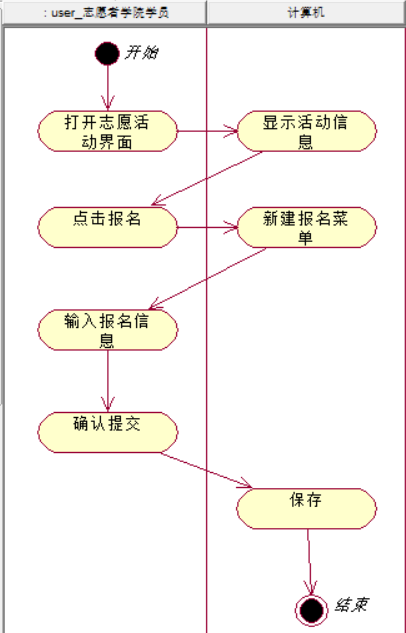 : user_志愿者学院学员
计算机
开始
打开志愿活
动界面
显示活动信
息
点击报名
新建报名菜
单
输入报名信
息
确认提交
保存
结束